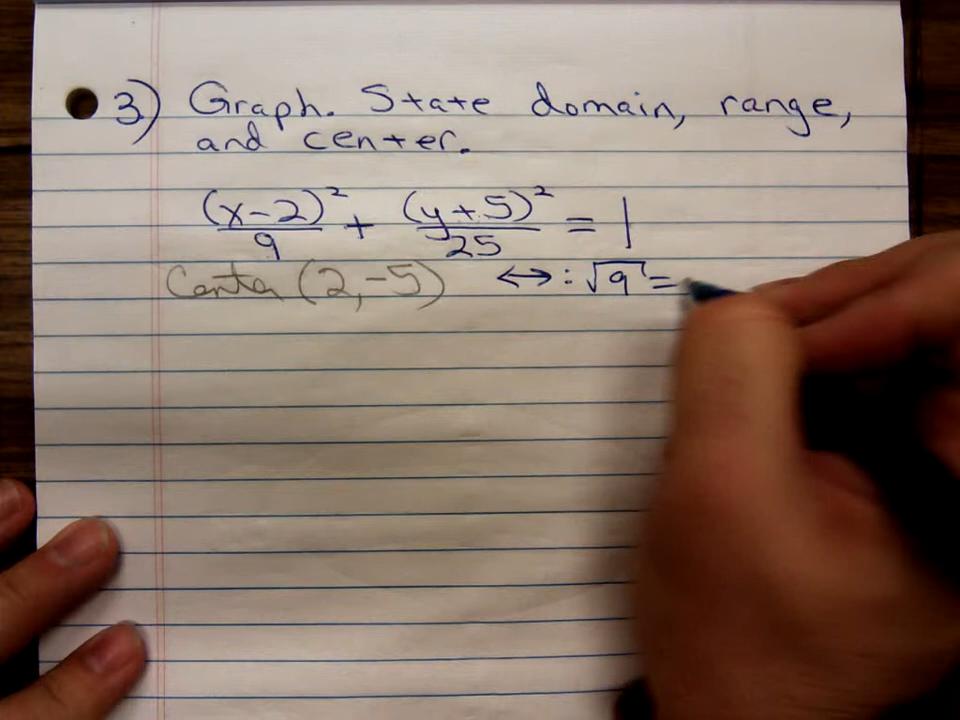 3) Graph. State domain, range,
and center.
(x-2)²/9 + (y+5)²/25 = 1
Center (2,-5) ↔ : √9 =